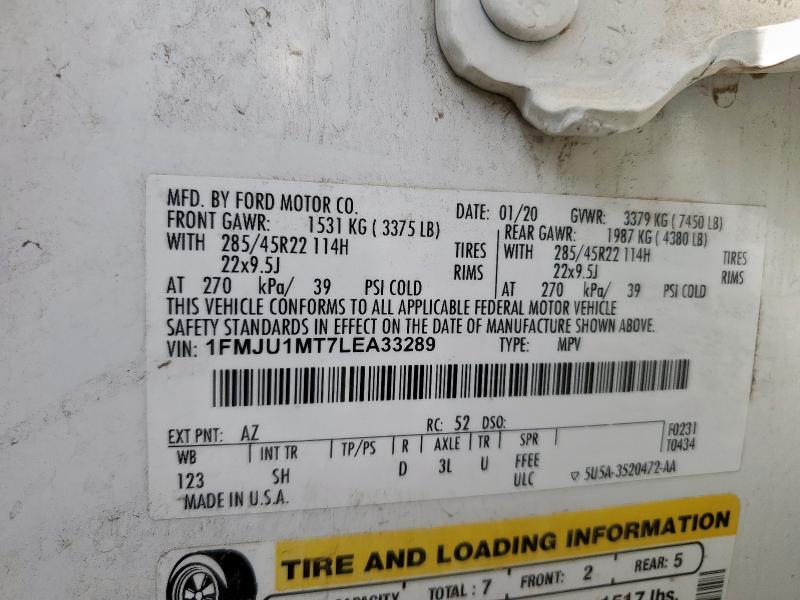 MFD. BY FORD MOTOR CO. DATE: 01/20 GVWR: 3379 KG ( 7450 LB)
FRONT GAWR: 1531 KG ( 3375 LB) REAR GAWR: 1987 KG ( 4380 LB)
WITH 285/45R22 114H TIRES WITH 285/45R22 114H TIRES
22x9.5J RIMS 22x9.5J RIMS
AT 270 kPa/ 39 PSI COLD AT 270 kPa/ 39 PSI COLD
THIS VEHICLE CONFORMS TO ALL APPLICABLE FEDERAL MOTOR VEHICLE
SAFETY STANDARDS IN EFFECT ON THE DATE OF MANUFACTURE SHOWN ABOVE.
VIN: 1FMJU1MT7LEA33289 TYPE: MPV
EXT PNT: AZ RC: 52 DSO: F0231
WB INT TR TP/PS R AXLE TR SPR T0434
123 SH D 3L U FFEE
ULC 5U5A-3520472-AA
MADE IN U.S.A.
TIRE AND LOADING INFORMATION
CAPACITY TOTAL : 7 FRONT: 2 REAR: 5
lbs.